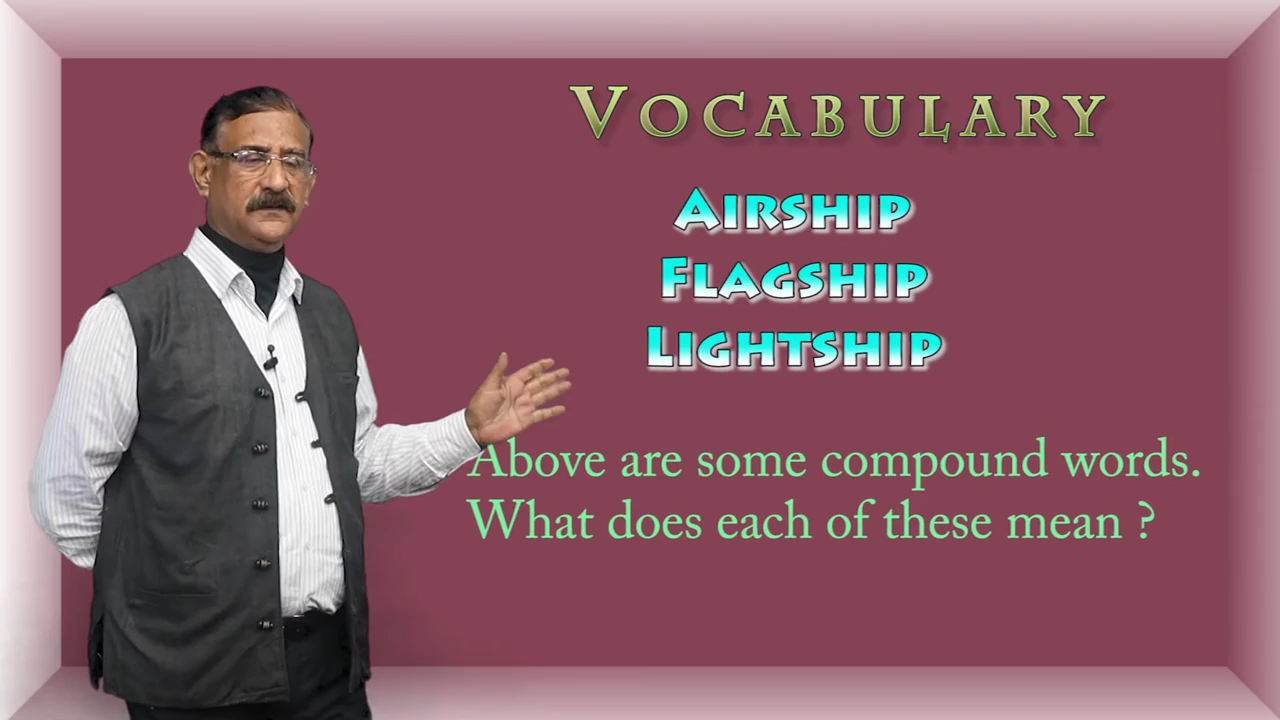 VOCABULARY
AIRSHIP
FLAGSHIP
LIGHTSHIP
Above are some compound words.
What does each of these mean ?